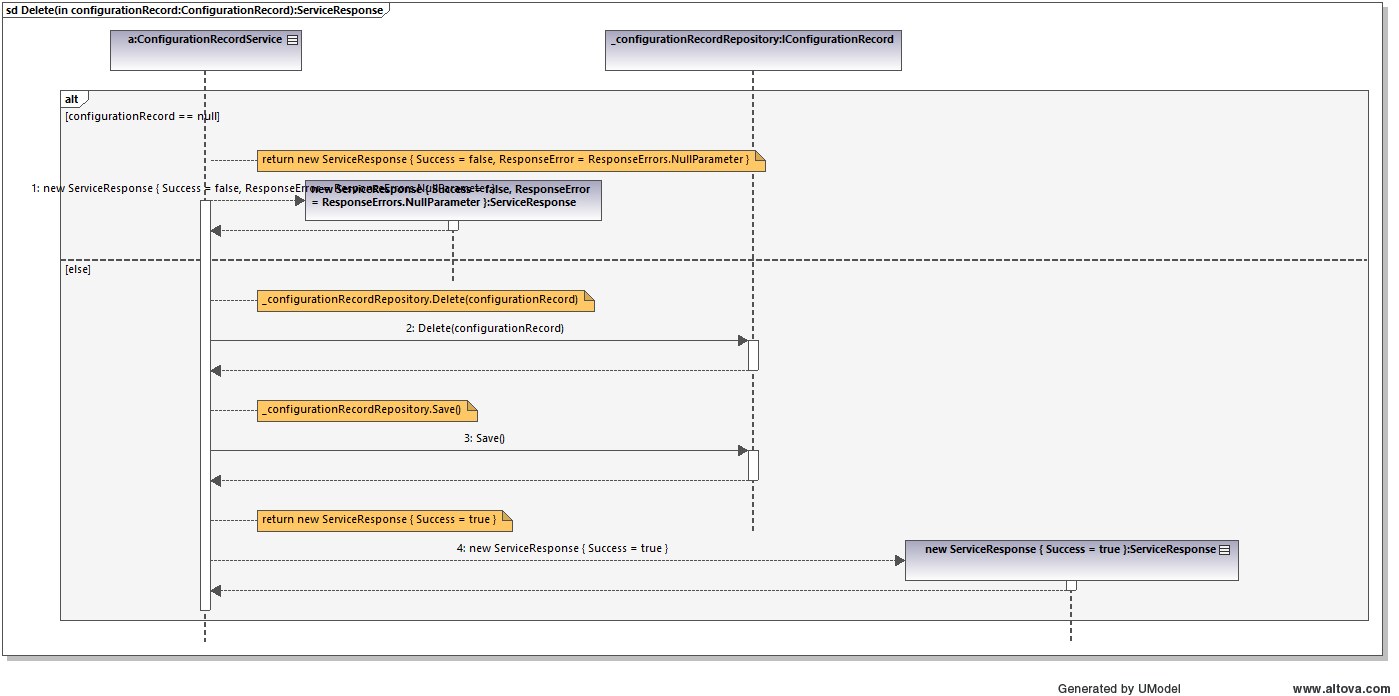 sd Delete(in configurationRecord:ConfigurationRecord):ServiceResponse
a:ConfigurationRecordService
_configurationRecordRepository:IConfigurationRecord
alt
[configurationRecord == null]
return new ServiceResponse { Success = false, ResponseError = ResponseErrors.NullParameter }
1: new ServiceResponse { Success = false, ResponseError = ResponseErrors.NullParameter }
new ServiceResponse { Success = false, ResponseError
= ResponseErrors.NullParameter }:ServiceResponse
[else]
_configurationRecordRepository.Delete(configurationRecord)
2: Delete(configurationRecord)
_configurationRecordRepository.Save()
3: Save()
return new ServiceResponse { Success = true }
4: new ServiceResponse { Success = true }
new ServiceResponse { Success = true }:ServiceResponse
Generated by UModel
www.altova.com